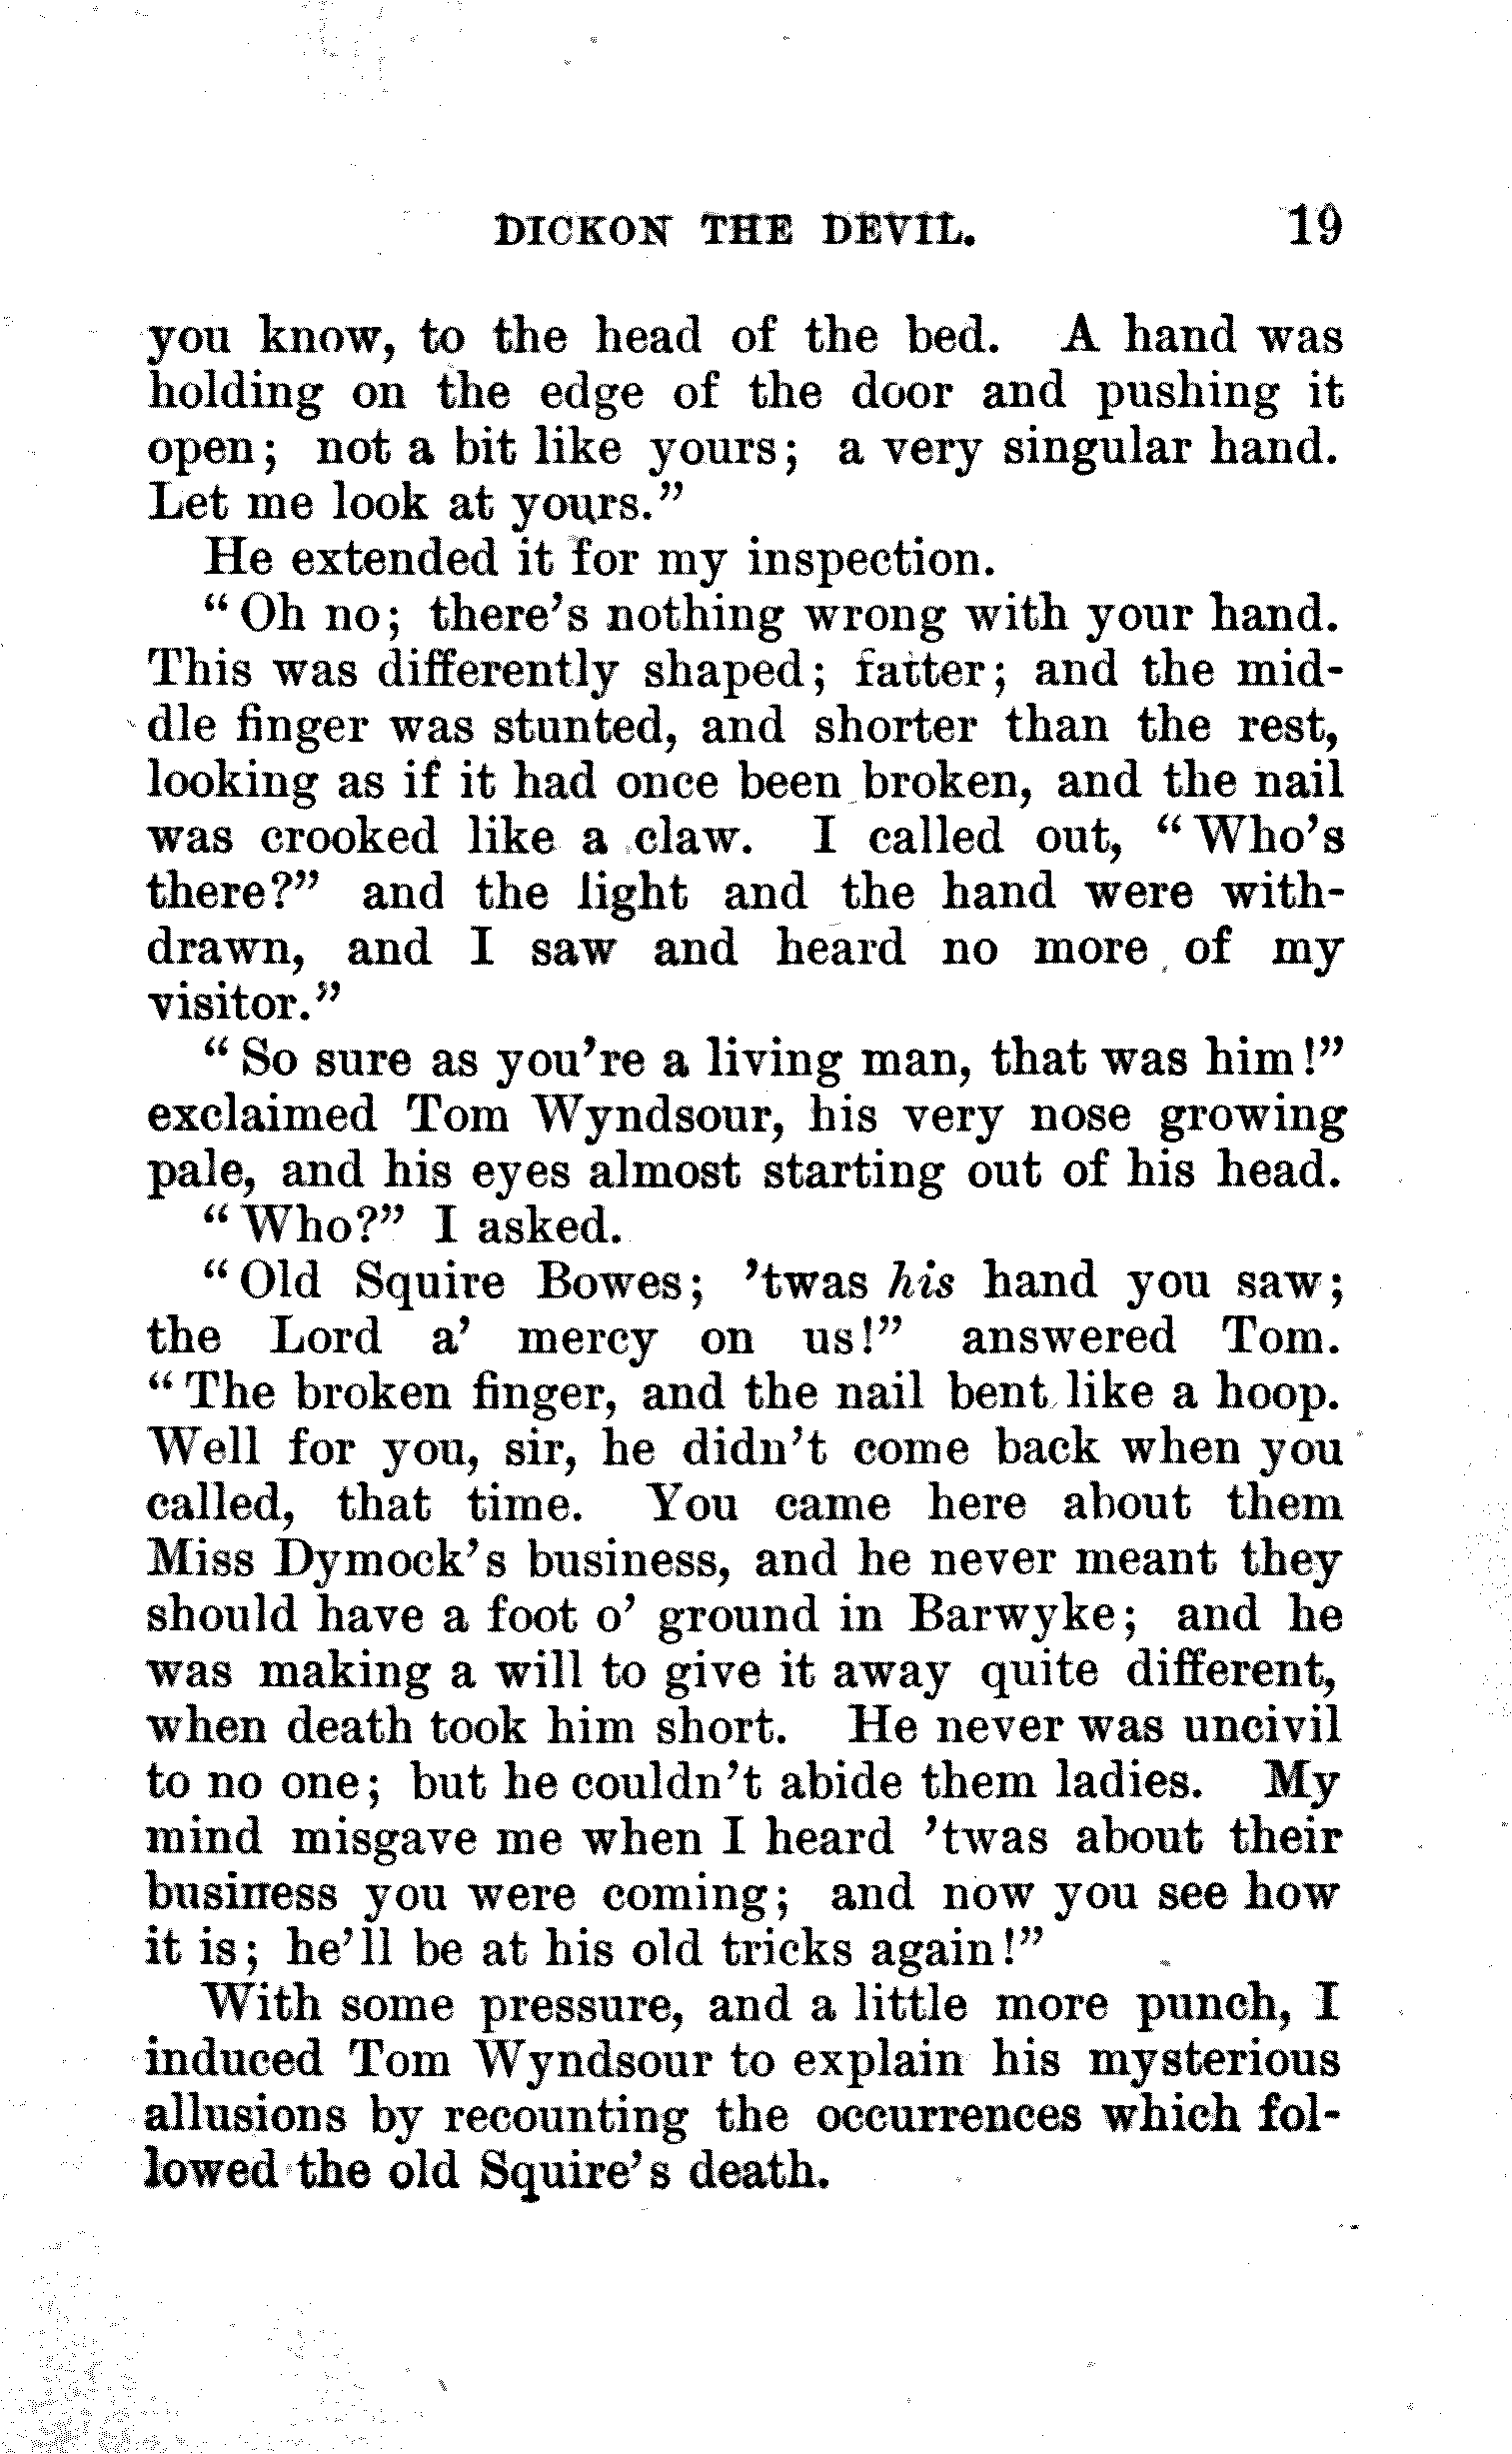 DICKON THE DEVIL. 19
you know, to the head of the bed. A hand was
holding on the edge of the door and pushing it
open; not a bit like yours; a very singular hand.
Let me look at yours.”
He extended it for my inspection.
“Oh no; there’s nothing wrong with your hand.
This was differently shaped; fatter; and the mid-
dle finger was stunted, and shorter than the rest,
looking as if it had once been broken, and the nail
was crooked like a claw. I called out, “Who’s
there?” and the light and the hand were with-
drawn, and I saw and heard no more of my
visitor.”
“So sure as you’re a living man, that was him!”
exclaimed Tom Wyndsour, his very nose growing
pale, and his eyes almost starting out of his head.
“Who?” I asked.
“Old Squire Bowes; ’twas his hand you saw;
the Lord a’ mercy on us!” answered Tom.
“The broken finger, and the nail bent like a hoop.
Well for you, sir, he didn’t come back when you
called, that time. You came here about them
Miss Dymock’s business, and he never meant they
should have a foot o’ ground in Barwyke; and he
was making a will to give it away quite different,
when death took him short. He never was uncivil
to no one; but he couldn’t abide them ladies. My
mind misgave me when I heard ’twas about their
business you were coming; and now you see how
it is; he’ll be at his old tricks again!”
With some pressure, and a little more punch, I
induced Tom Wyndsour to explain his mysterious
allusions by recounting the occurrences which fol-
lowed the old Squire’s death.